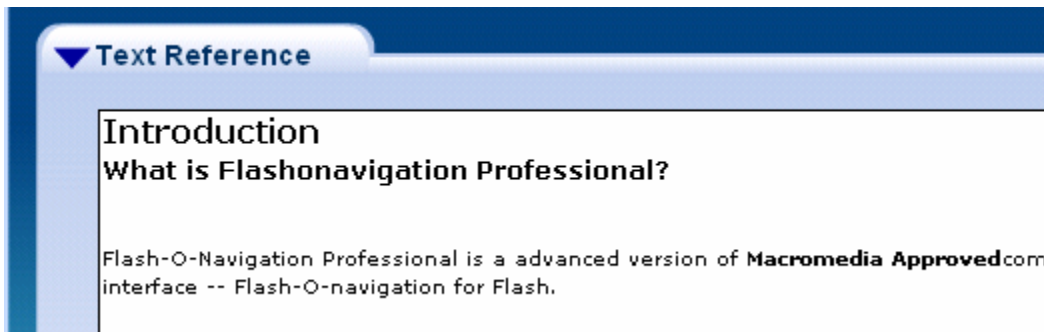 Text Reference
Introduction
What is Flashonavigation Professional?
Flash-O-Navigation Professional is a advanced version of Macromedia Approvedcom
interface -- Flash-O-navigation for Flash.